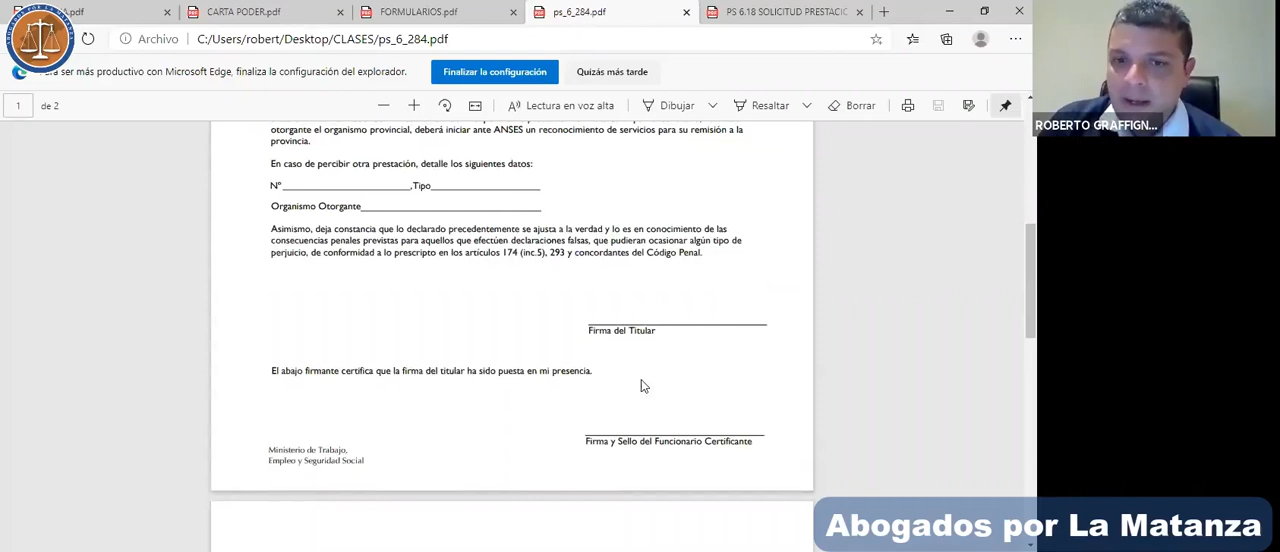 .pdf
CARTA PODER.pdf
FORMULARIOS.pdf
ps_6_284.pdf
PS 6.18 SOLICITUD PRESTACIO
Archivo
C:/Users/robert/Desktop/CLASES/ps_6_284.pdf
ara ser más productivo con Microsoft Edge, finaliza la configuración del explorador.
Finalizar la configuración
Quizás más tarde
1 de 2
Lectura en voz alta
Dibujar
Resaltar
Borrar
otorgante el organismo provincial, deberá iniciar ante ANSES un reconocimiento de servicios para su remisión a la
provincia.
En caso de percibir otra prestación, detalle los siguientes datos:
Nº ________________________,Tipo____________________
Organismo Otorgante________________________________
Asimismo, deja constancia que lo declarado precedentemente se ajusta a la verdad y lo es en conocimiento de las
consecuencias penales previstas para aquellos que efectúen declaraciones falsas, que pudieran ocasionar algún tipo de
perjuicio, de conformidad a lo prescripto en los artículos 174 (inc.5), 293 y concordantes del Código Penal.
Firma del Titular
El abajo firmante certifica que la firma del titular ha sido puesta en mi presencia.
Firma y Sello del Funcionario Certificante
Ministerio de Trabajo,
Empleo y Seguridad Social
ROBERTO GRAFFIGN...
Abogados por La Matanza